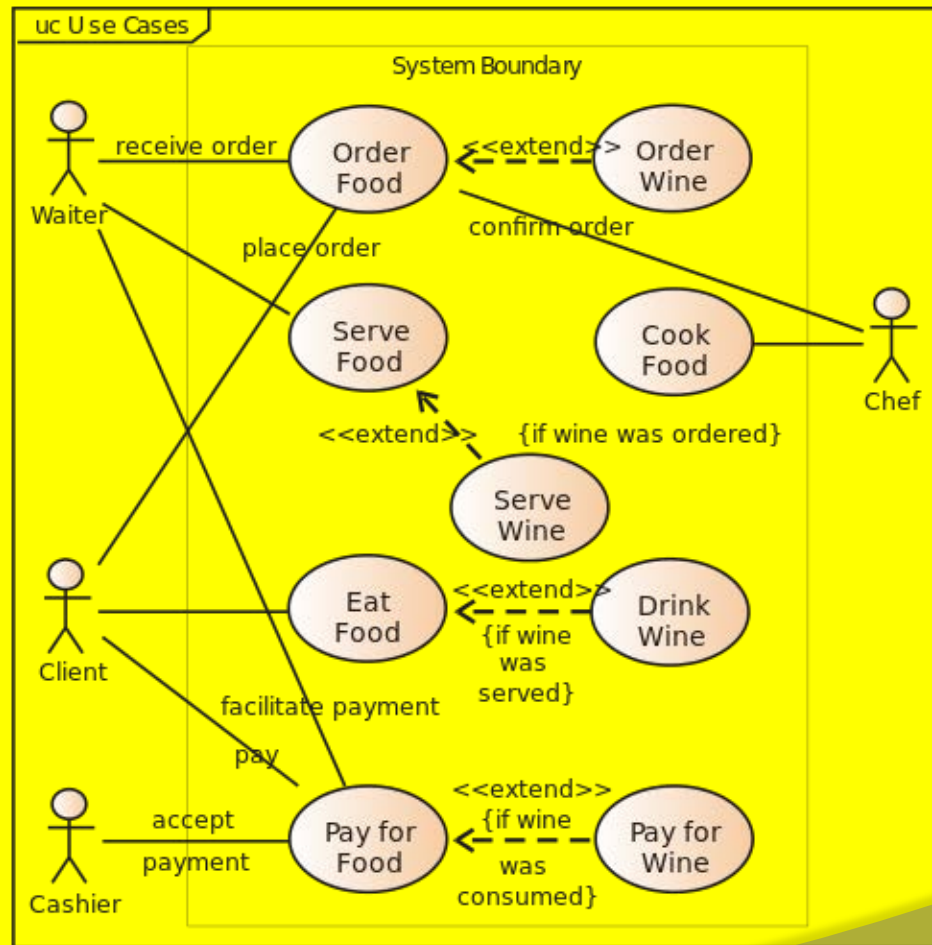 uc Use Cases
System Boundary
receive order
Order
Food
<<extend>>
Order
Wine
Waiter
confirm order
place order
Serve
Food
Cook
Food
Chef
<<extend>>
{if wine was ordered}
Serve
Wine
Eat
Food
<<extend>>
{if wine
was
served}
Drink
Wine
Client
facilitate payment
pay
accept
payment
Pay for
Food
<<extend>>
{if wine
was
consumed}
Pay for
Wine
Cashier